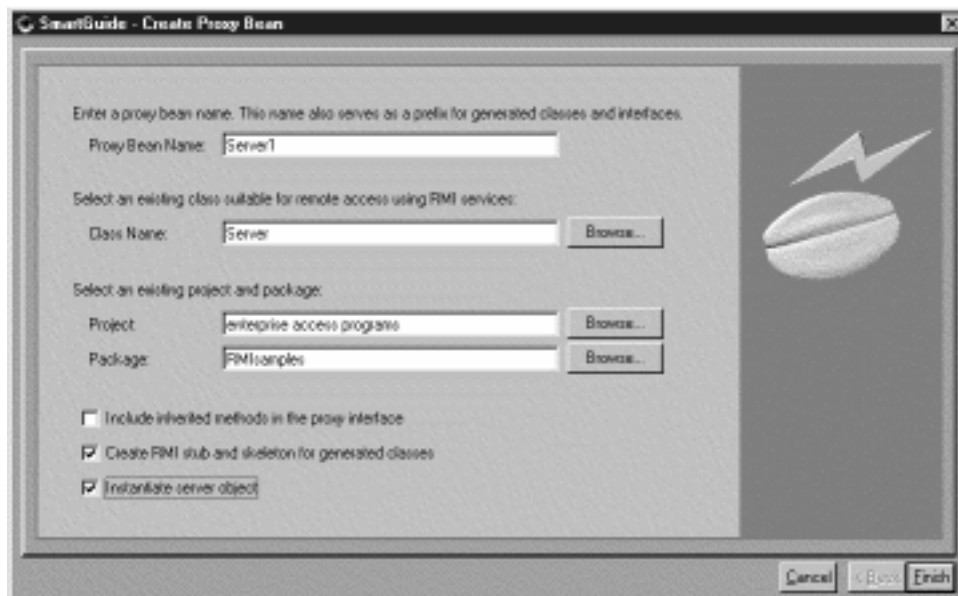 SmartGuide - Create Proxy Bean
Enter a proxy bean name. This name also serves as a prefix for generated classes and interfaces.
Proxy Bean Name: Server1
Select an existing class suitable for remote access using RMI services:
Class Name: Server Browse...
Select an existing project and package:
Project: enterprise access programs Browse...
Package: RMIsamples Browse...
Include inherited methods in the proxy interface
Create RMI stub and skeleton for generated classes
Instantiate server object
Cancel < Back Finish